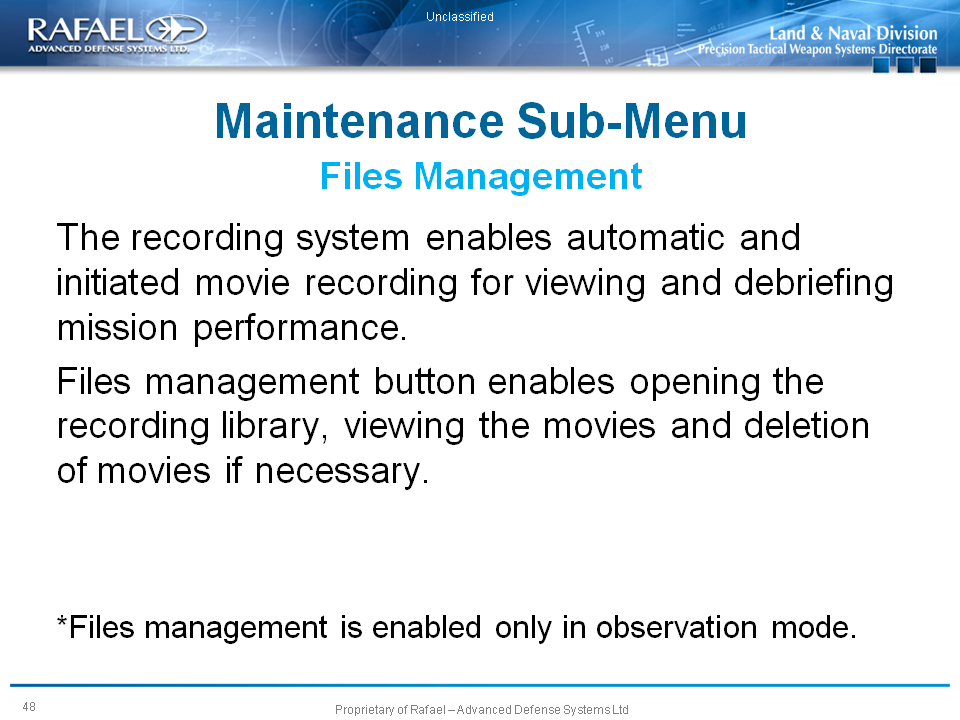 Unclassified
RAFAEL
ADVANCED DEFENSE SYSTEMS LTD.
Land & Naval Division
Precision Tactical Weapon Systems Directorate
Maintenance Sub-Menu
Files Management
The recording system enables automatic and
initiated movie recording for viewing and debriefing
mission performance.
Files management button enables opening the
recording library, viewing the movies and deletion
of movies if necessary.
*Files management is enabled only in observation mode.
48
Proprietary of Rafael – Advanced Defense Systems Ltd